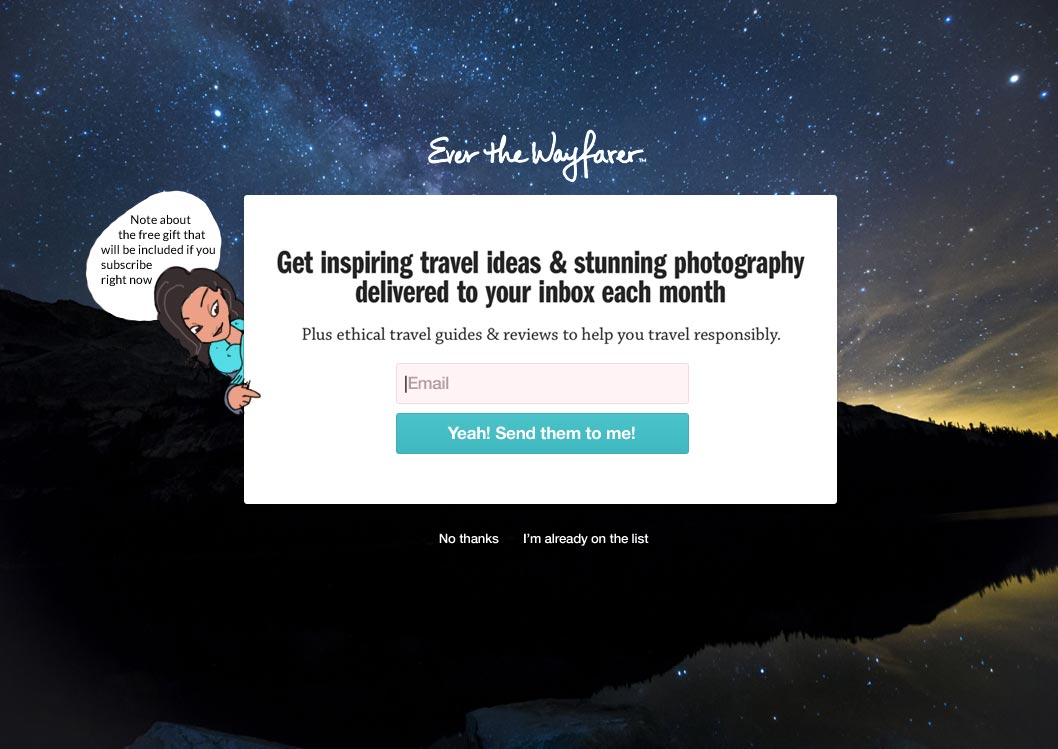 Ever the Wayfarer™
Note about
the free gift that
will be included if you
subscribe
right now
Get inspiring travel ideas & stunning photography
delivered to your inbox each month
Plus ethical travel guides & reviews to help you travel responsibly.
Email
Yeah! Send them to me!
No thanks
I'm already on the list